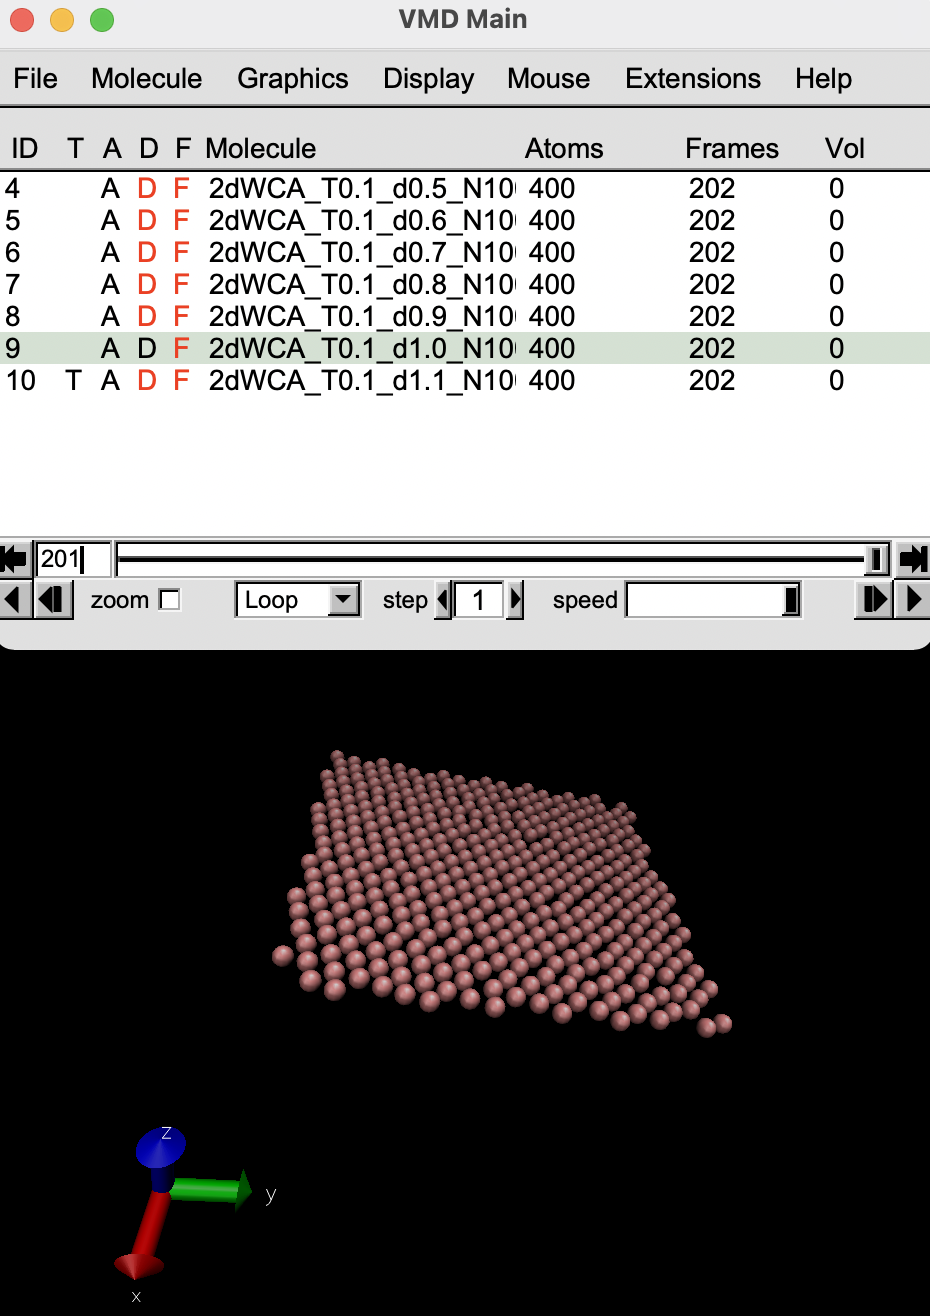 VMD Main
File Molecule Graphics Display Mouse Extensions Help
ID T A D F Molecule Atoms Frames Vol
4 A D F 2dWCA_T0.1_d0.5_N10 400 202 0
5 A D F 2dWCA_T0.1_d0.6_N10 400 202 0
6 A D F 2dWCA_T0.1_d0.7_N10 400 202 0
7 A D F 2dWCA_T0.1_d0.8_N10 400 202 0
8 A D F 2dWCA_T0.1_d0.9_N10 400 202 0
9 A D F 2dWCA_T0.1_d1.0_N10 400 202 0
10 T A D F 2dWCA_T0.1_d1.1_N10 400 202 0
201
zoom Loop step 1 speed
z
y
x